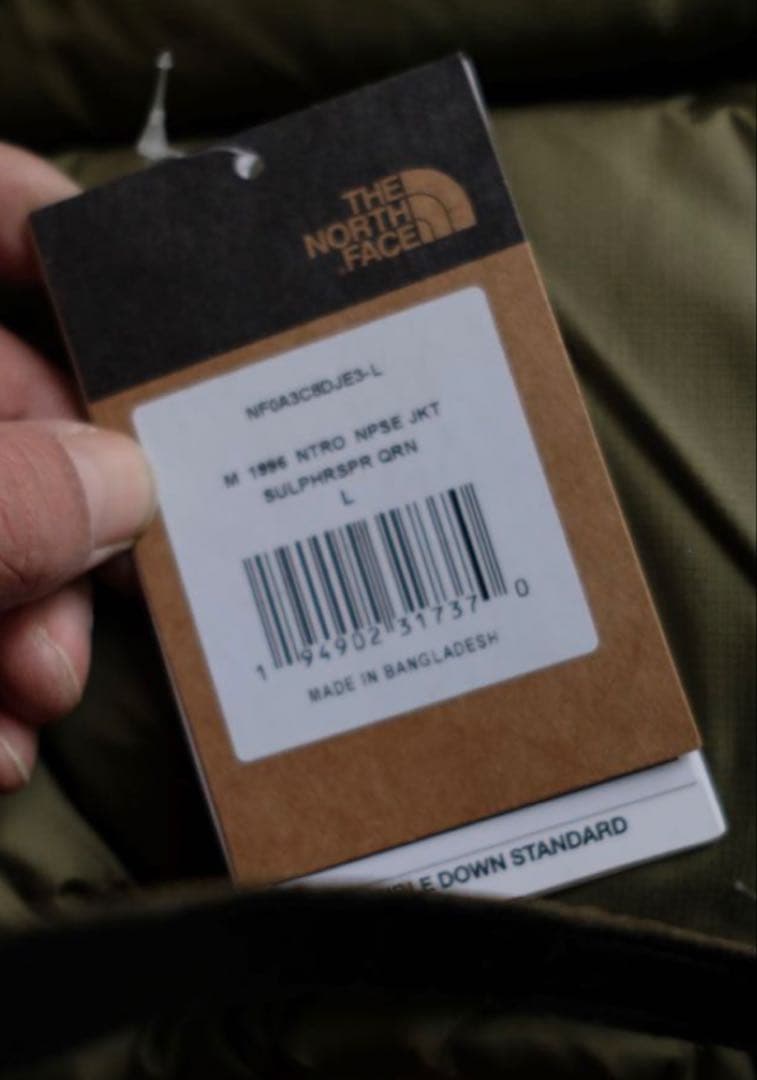 THE
NORTH
FACE
NF0A3C8DJE3-L
M 1996 NTRO NPSE JKT
SULPHRSPR GRN
L
1 94902 31737 0
MADE IN BANGLADESH
DOWN STANDARD